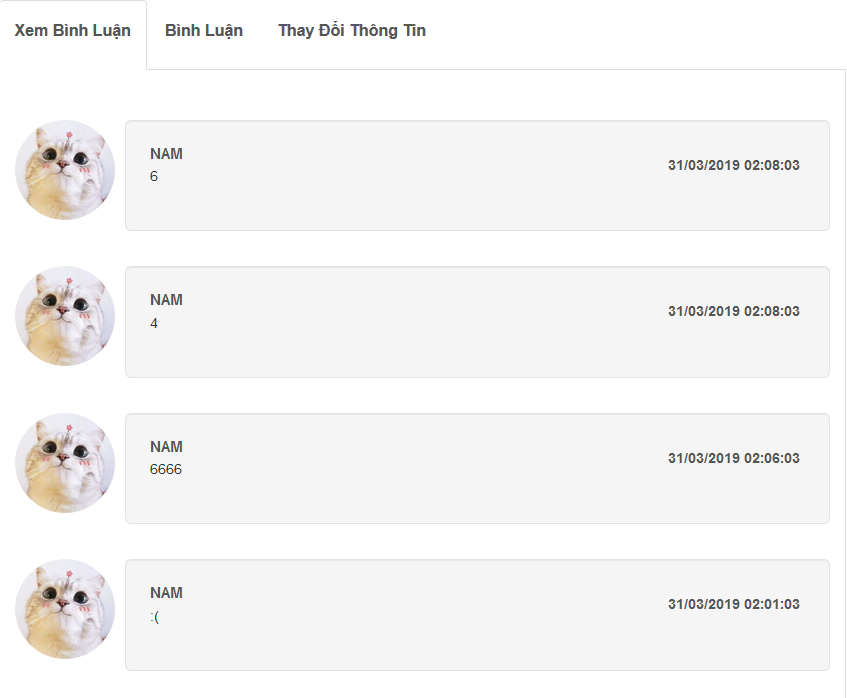 Xem Bình Luận Bình Luận Thay Đổi Thông Tin
NAM
31/03/2019 02:08:03
6
NAM
31/03/2019 02:08:03
4
NAM
31/03/2019 02:06:03
6666
NAM
31/03/2019 02:01:03
:(